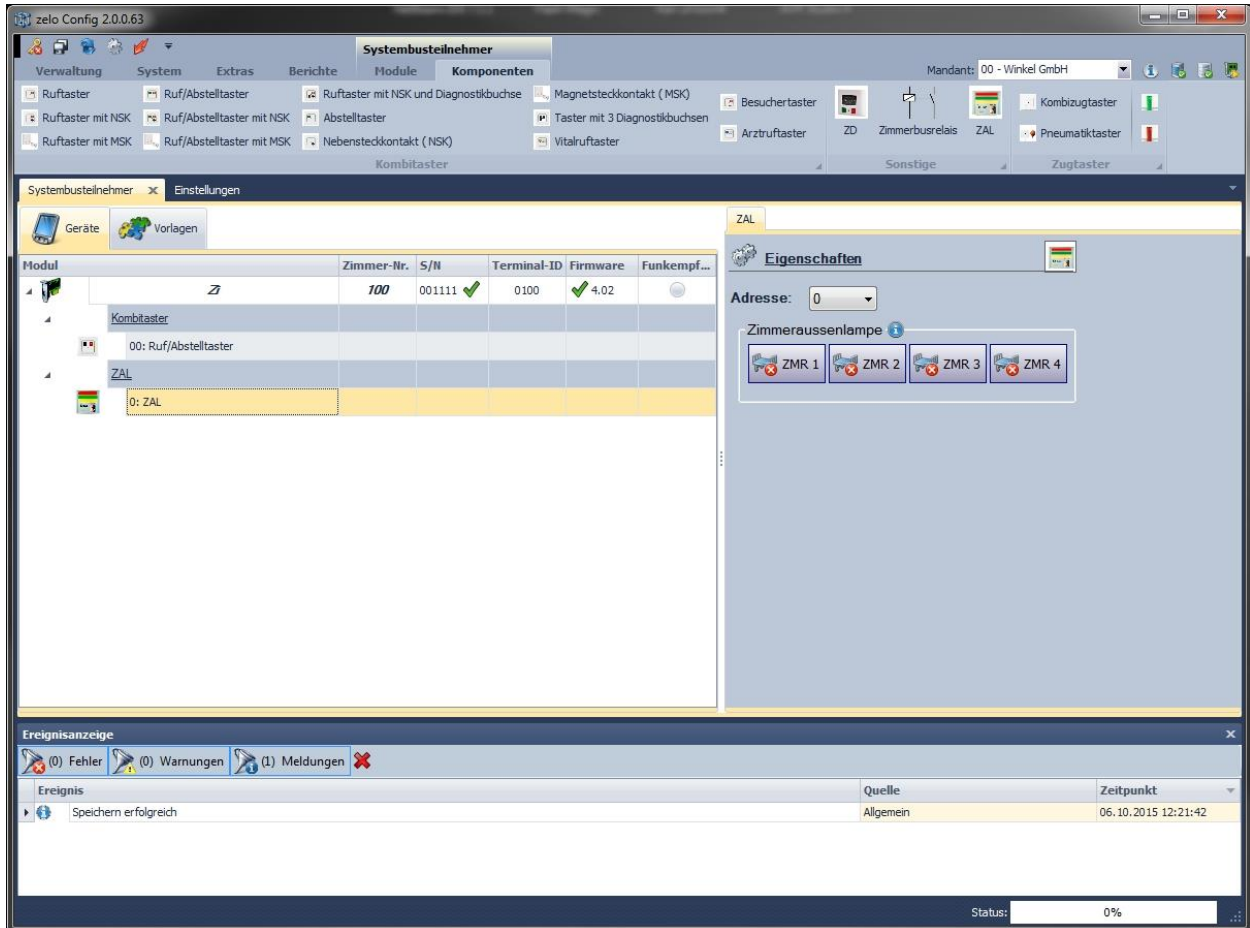 zelo Config 2.0.0.63
Systembusteilnehmer
Verwaltung System Extras Berichte Module Komponenten
Mandant: 00 - Winkel GmbH
Ruftaster Ruf/Abstelltaster Ruftaster mit NSK und Diagnostikbuchse Magnetsteckkontakt ( MSK)
Ruftaster mit NSK Ruf/Abstelltaster mit NSK Abstelltaster Taster mit 3 Diagnostikbuchsen
Ruftaster mit MSK Ruf/Abstelltaster mit MSK Nebensteckkontakt ( NSK) Vitalruftaster
Besuchertaster
Arztruftaster
Kombitaster
ZD Zimmerbusrelais ZAL
Sonstige
Kombizugtaster
Pneumatiktaster
Zugtaster
Systembusteilnehmer Einstellungen
Geräte Vorlagen
Modul Zimmer-Nr. S/N Terminal-ID Firmware Funkempf...
Zi 100 001111 0100 4.02
Kombitaster
00: Ruf/Abstelltaster
ZAL
0: ZAL
ZAL
Eigenschaften
Adresse: 0
Zimmeraussenlampe
ZMR 1 ZMR 2 ZMR 3 ZMR 4
Ereignisanzeige
(0) Fehler (0) Warnungen (1) Meldungen
Ereignis Quelle Zeitpunkt
Speichern erfolgreich Allgemein 06.10.2015 12:21:42
Status: 0%